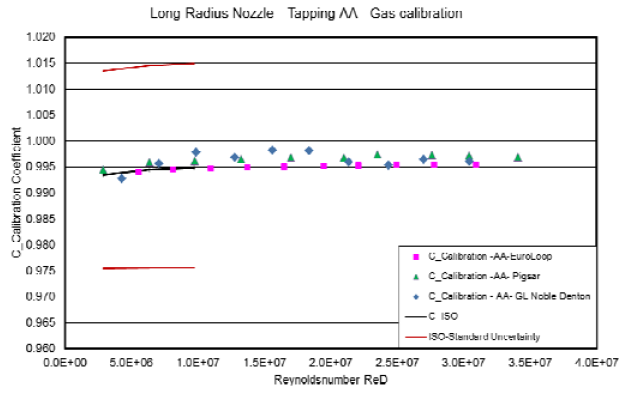 Long Radius Nozzle Tapping AA Gas calibration
1.020
1.015
1.010
1.005
1.000
0.995
0.990
0.985
0.980
0.975
0.970
0.965
0.960
C_Calibration Coefficient
C_Calibration -AA-EuroLoop
C_Calibration -AA- Pigsar
C_Calibration - AA- GL Noble Denton
C_ISO
ISO-Standard Uncertainty
0.0E+00 5.0E+06 1.0E+07 1.5E+07 2.0E+07 2.5E+07 3.0E+07 3.5E+07 4.0E+07
Reynoldsnumber ReD